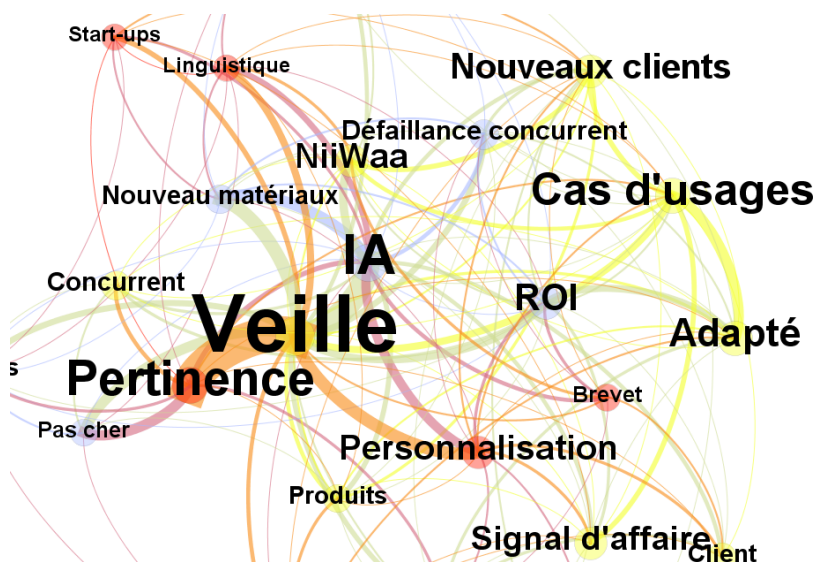 Start-ups
Linguistique
Nouveaux clients
Défaillance concurrent
NiiWaa
Nouveau matériaux
Cas d'usages
IA
Concurrent
ROI
Veille
Adapté
s
Pertinence
Brevet
Pas cher
Personnalisation
Produits
Signal d'affaire
Client